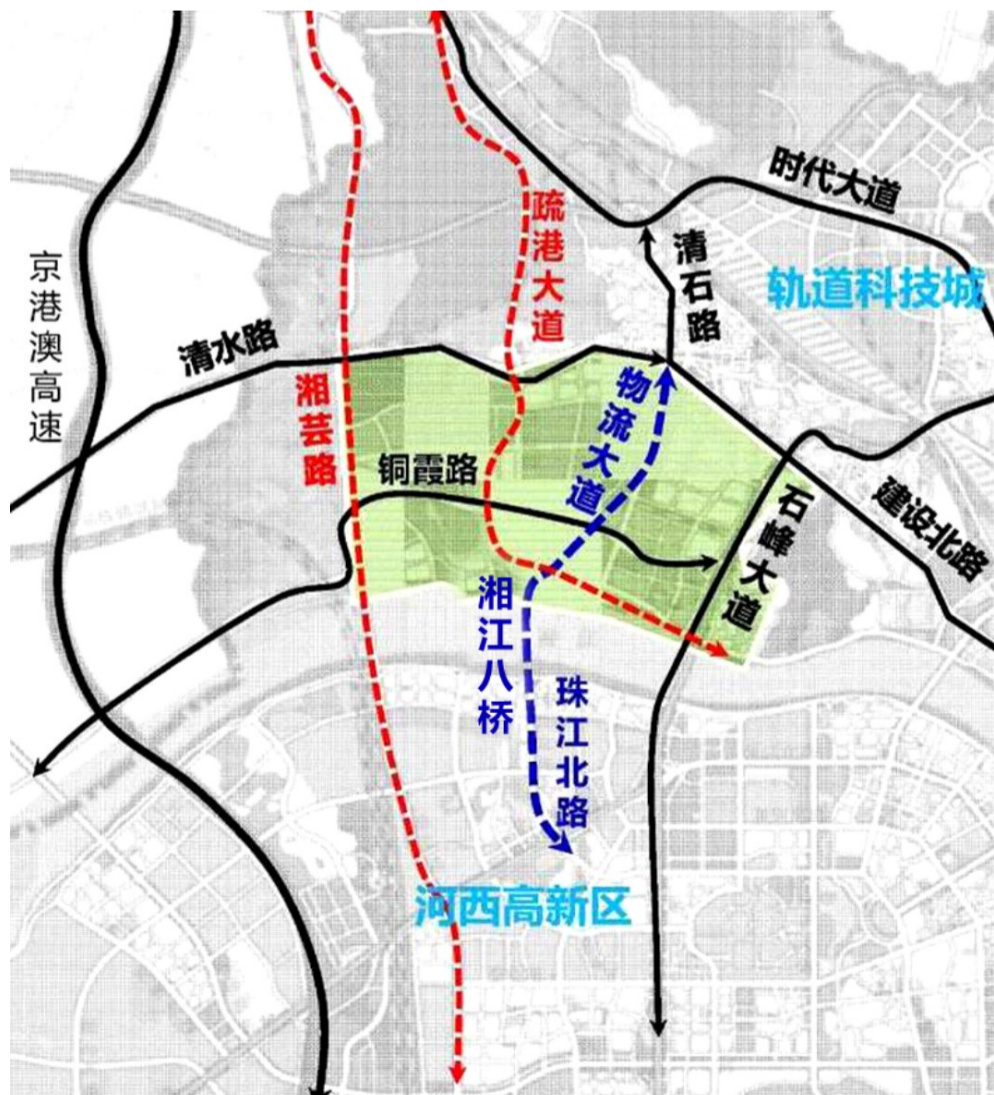 时代大道
疏港大道
清石路
京港澳高速
轨道科技城
清水路
湘芸路
物流大道
铜霞路
建设北路
石峰大道
湘江八桥
珠江北路
河西高新区